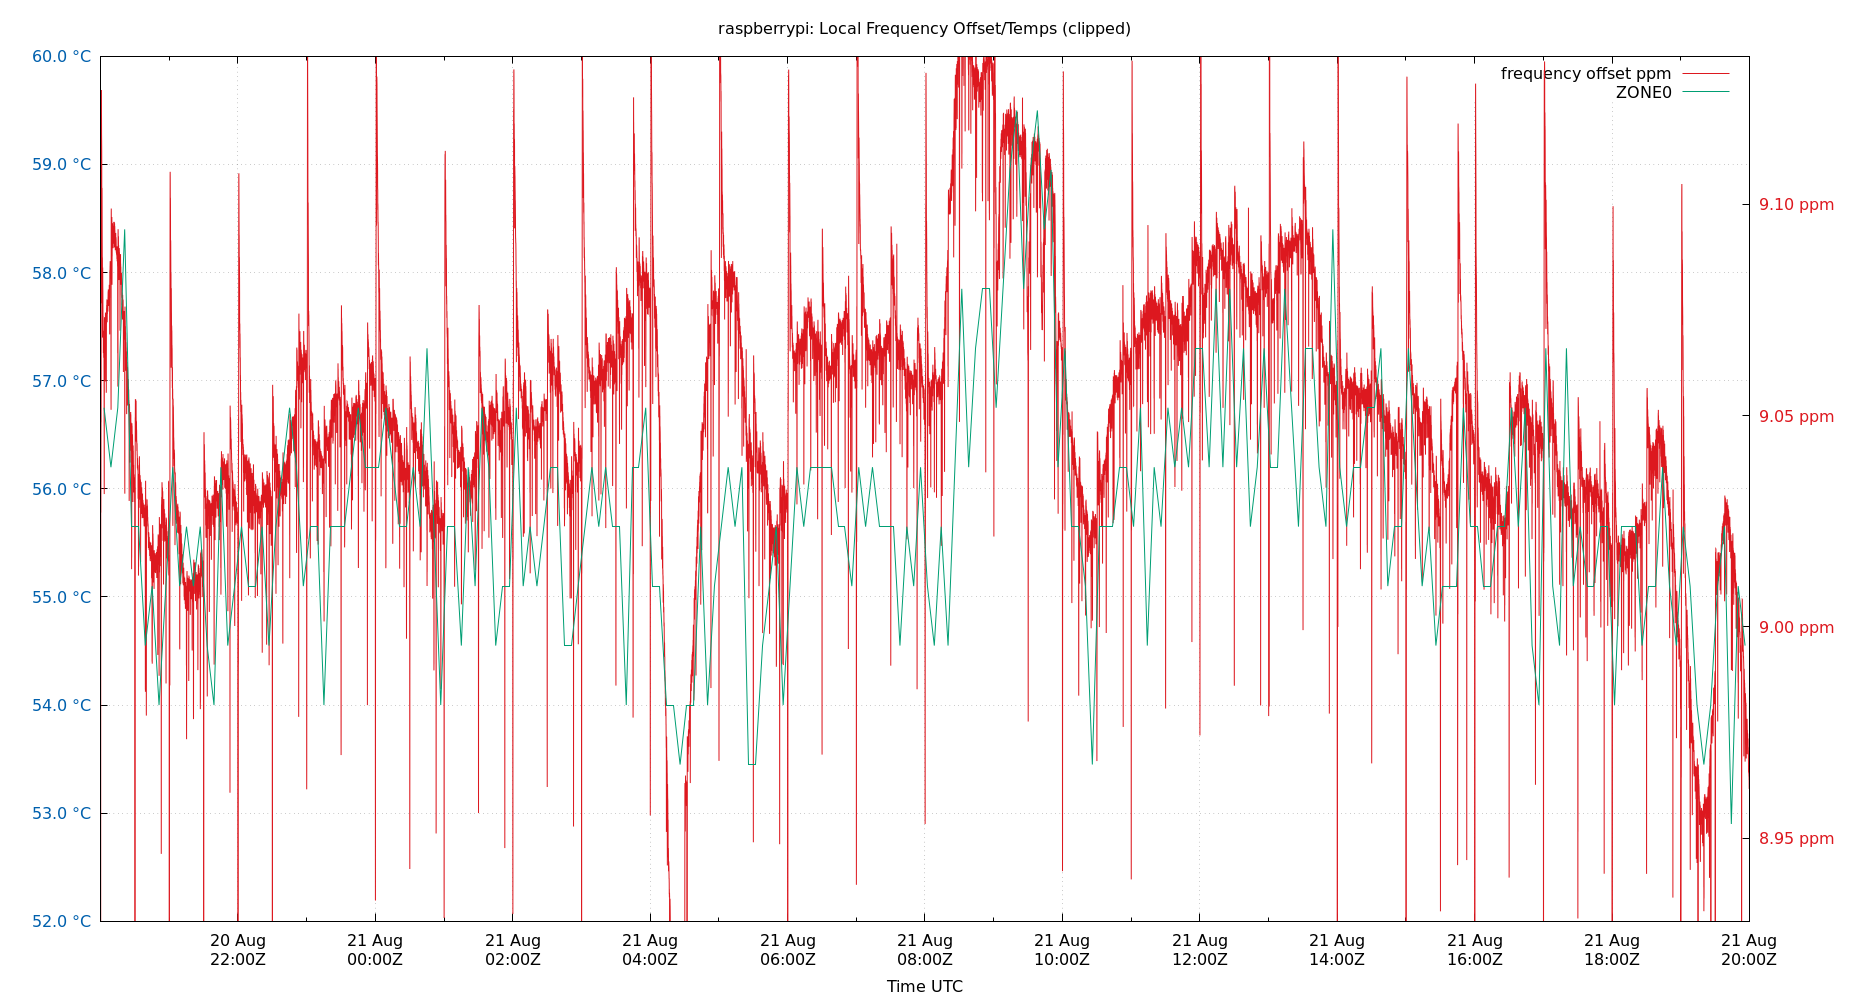 raspberrypi: Local Frequency Offset/Temps (clipped)
60.0 °C
59.0 °C
58.0 °C
57.0 °C
56.0 °C
55.0 °C
54.0 °C
53.0 °C
52.0 °C
frequency offset ppm
ZONE0
9.10 ppm
9.05 ppm
9.00 ppm
8.95 ppm
20 Aug 21 Aug 21 Aug 21 Aug 21 Aug 21 Aug 21 Aug 21 Aug 21 Aug 21 Aug 21 Aug 21 Aug
22:00Z 00:00Z 02:00Z 04:00Z 06:00Z 08:00Z 10:00Z 12:00Z 14:00Z 16:00Z 18:00Z 20:00Z
Time UTC